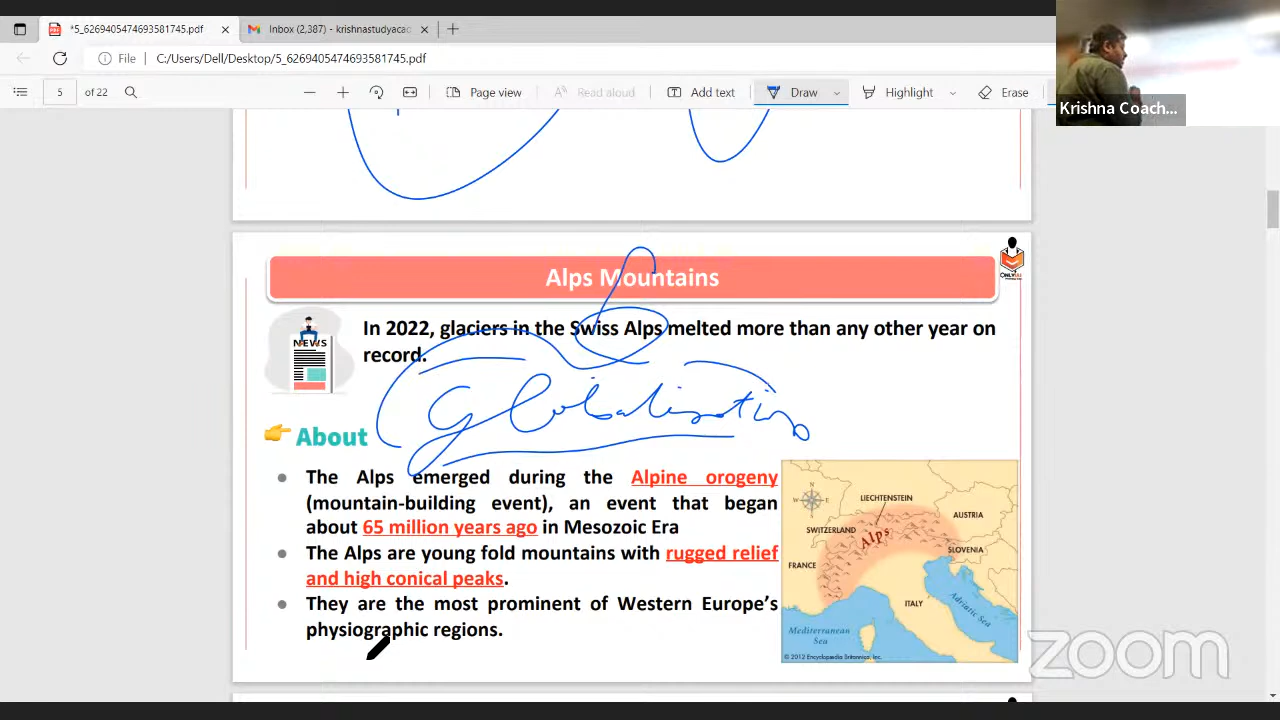 *5_6269405474693581745.pdf
Inbox (2,387) - krishnastudyacac
File
C:/Users/Dell/Desktop/5_6269405474693581745.pdf
5 of 22
Page view
Read aloud
Add text
Draw
Highlight
Erase
Krishna Coach...
Alps Mountains
NEWS
In 2022, glaciers in the Swiss Alps melted more than any other year on
record.
Globalization
About
The Alps emerged during the Alpine orogeny
(mountain-building event), an event that began
about 65 million years ago in Mesozoic Era
The Alps are young fold mountains with rugged relief
and high conical peaks.
They are the most prominent of Western Europe's
physiographic regions.
N
W E
S
LIECHTENSTEIN
AUSTRIA
SWITZERLAND
Alps
SLOVENIA
FRANCE
ITALY
Adriatic Sea
Mediterranean
Sea
© 2012 Encyclopædia Britannica, Inc.
zoom